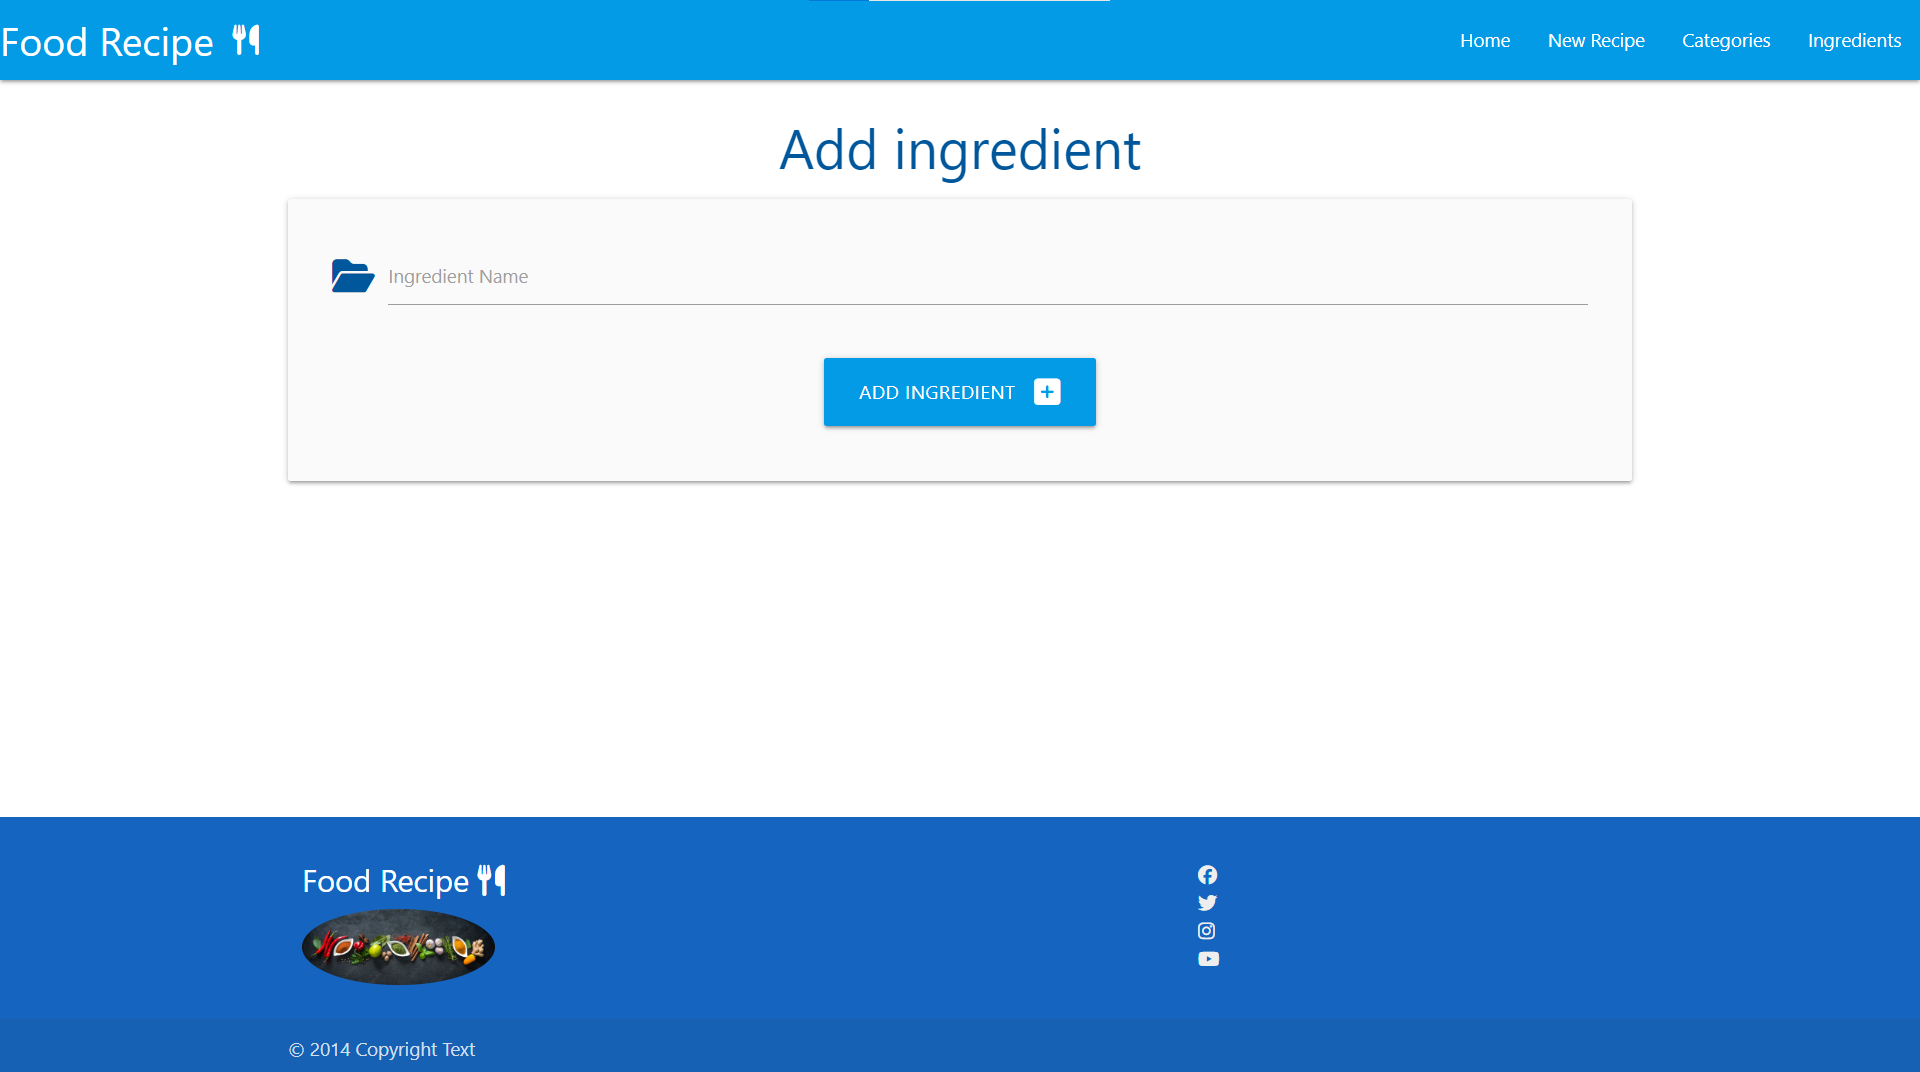 Food Recipe
Home
New Recipe
Categories
Ingredients
Add ingredient
Ingredient Name
ADD INGREDIENT
Food Recipe
© 2014 Copyright Text